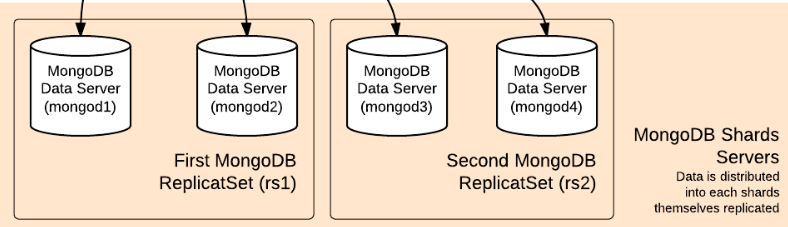 MongoDB
Data Server
(mongod1)
MongoDB
Data Server
(mongod2)
MongoDB
Data Server
(mongod3)
MongoDB
Data Server
(mongod4)
First MongoDB
ReplicatSet (rs1)
Second MongoDB
ReplicatSet (rs2)
MongoDB Shards
Servers
Data is distributed
into each shards
themselves replicated